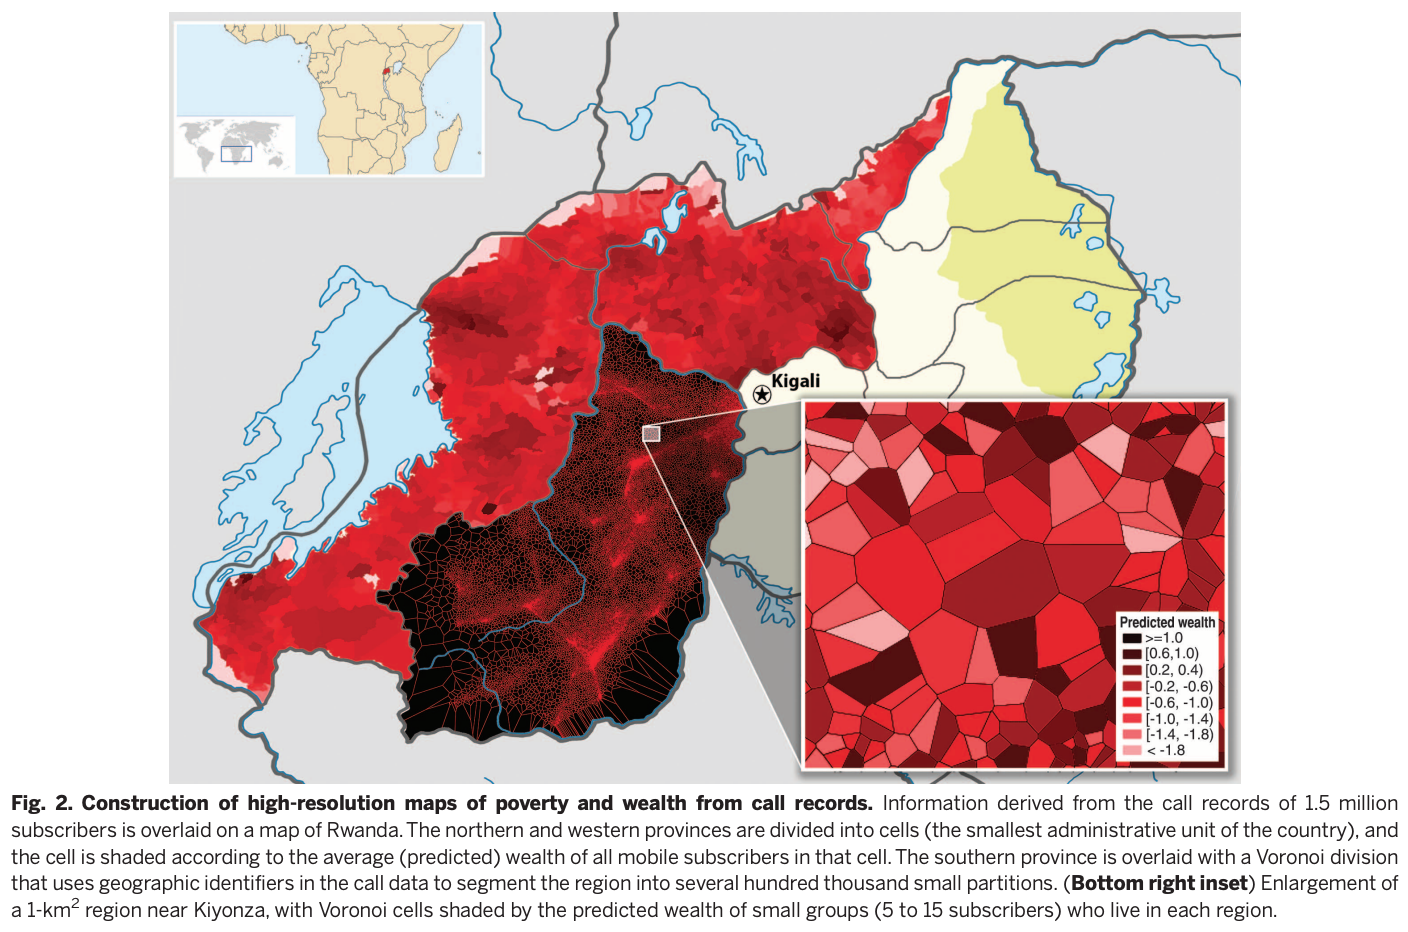 Kigali
Predicted wealth
>=1.0
[0.6,1.0)
[0.2, 0.4)
[-0.2, -0.6)
[-0.6, -1.0)
[-1.0, -1.4)
[-1.4, -1.8)
< -1.8
Fig. 2. Construction of high-resolution maps of poverty and wealth from call records. Information derived from the call records of 1.5 million
subscribers is overlaid on a map of Rwanda. The northern and western provinces are divided into cells (the smallest administrative unit of the country), and
the cell is shaded according to the average (predicted) wealth of all mobile subscribers in that cell. The southern province is overlaid with a Voronoi division
that uses geographic identifiers in the call data to segment the region into several hundred thousand small partitions. (Bottom right inset) Enlargement of
a 1-km² region near Kiyonza, with Voronoi cells shaded by the predicted wealth of small groups (5 to 15 subscribers) who live in each region.